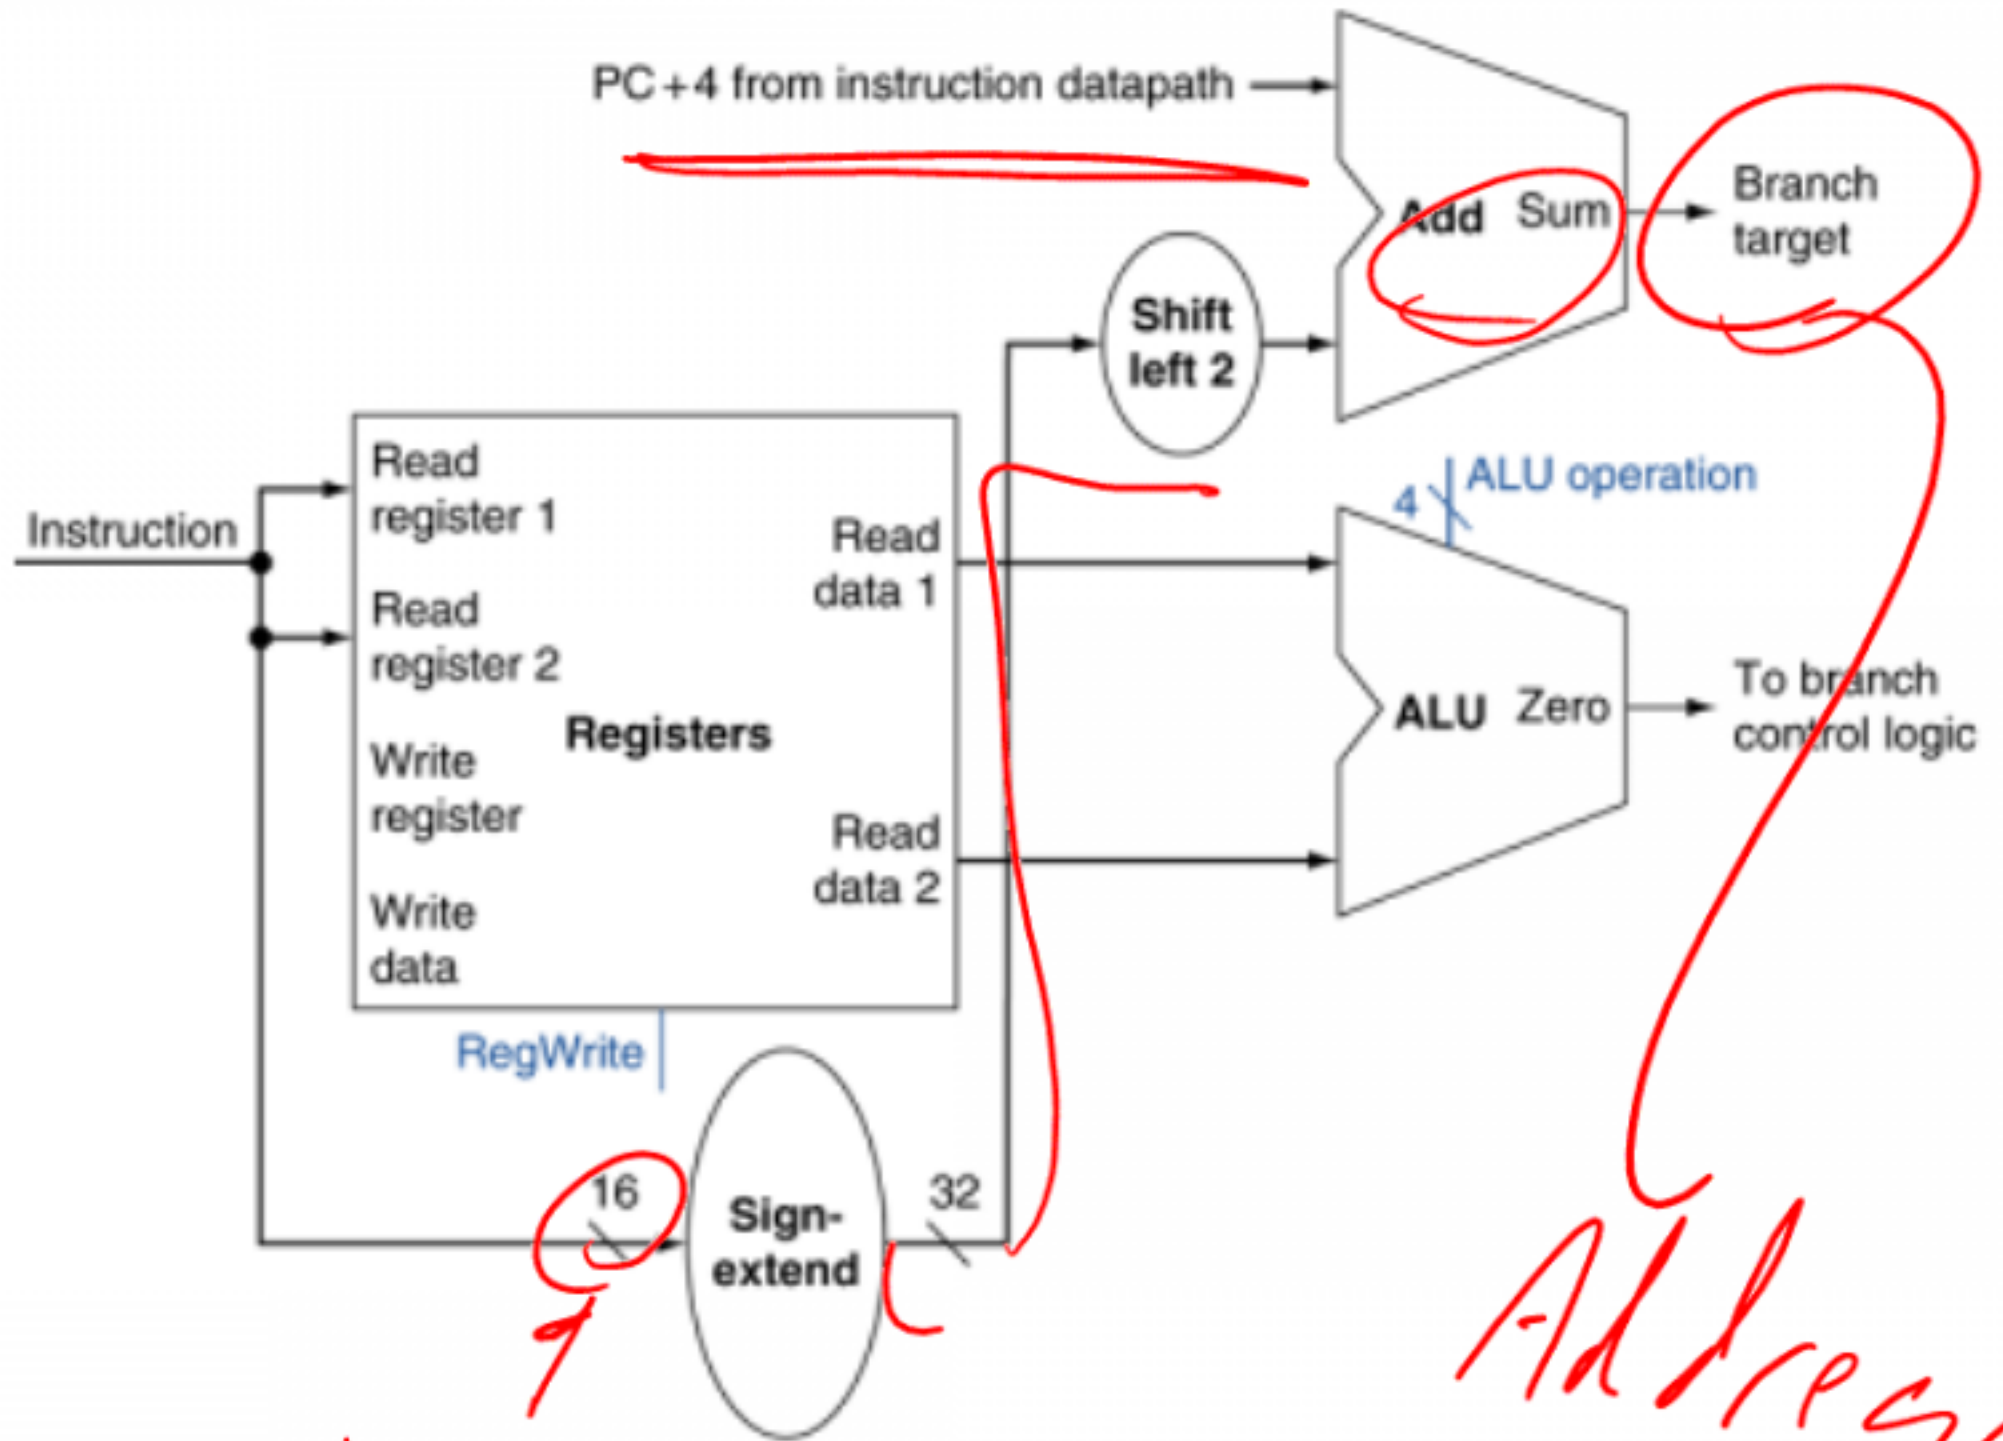 PC+4 from instruction datapath
Add Sum
Branch
target
Shift
left 2
ALU operation
4
Instruction
Read
register 1
Read
data 1
Read
register 2
Registers
ALU Zero
To branch
control logic
Write
register
Read
data 2
Write
data
RegWrite
16
32
Sign-
extend
Address